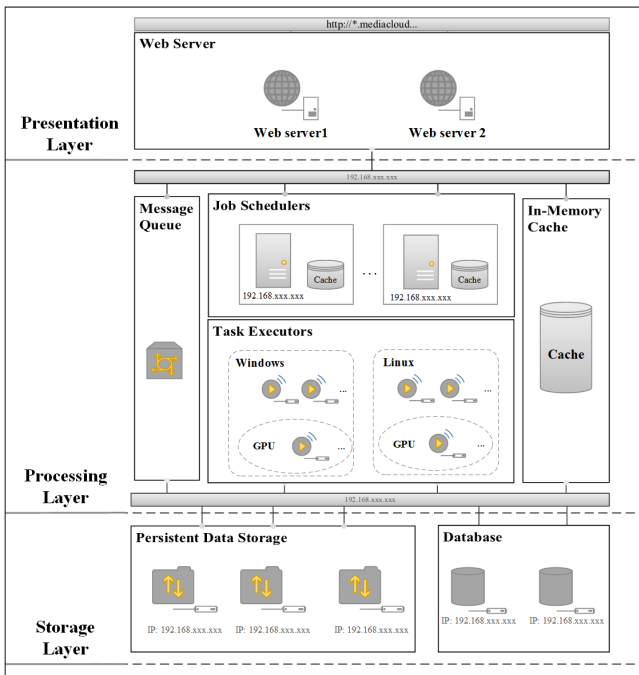 http://*.mediacloud...
Web Server
Web server1
Web server 2
Presentation
Layer
192.168.xxx.xxx
Message
Queue
Job Schedulers
Cache
192.168.xxx.xxx
...
Cache
192.168.xxx.xxx
In-Memory
Cache
Cache
Task Executors
Windows
...
GPU
...
Linux
...
GPU
...
Processing
Layer
192.168.xxx.xxx
Persistent Data Storage
IP: 192.168.xxx.xxx
IP: 192.168.xxx.xxx
IP: 192.168.xxx.xxx
Database
IP: 192.168.xxx.xxx
IP: 192.168.xxx.xxx
Storage
Layer